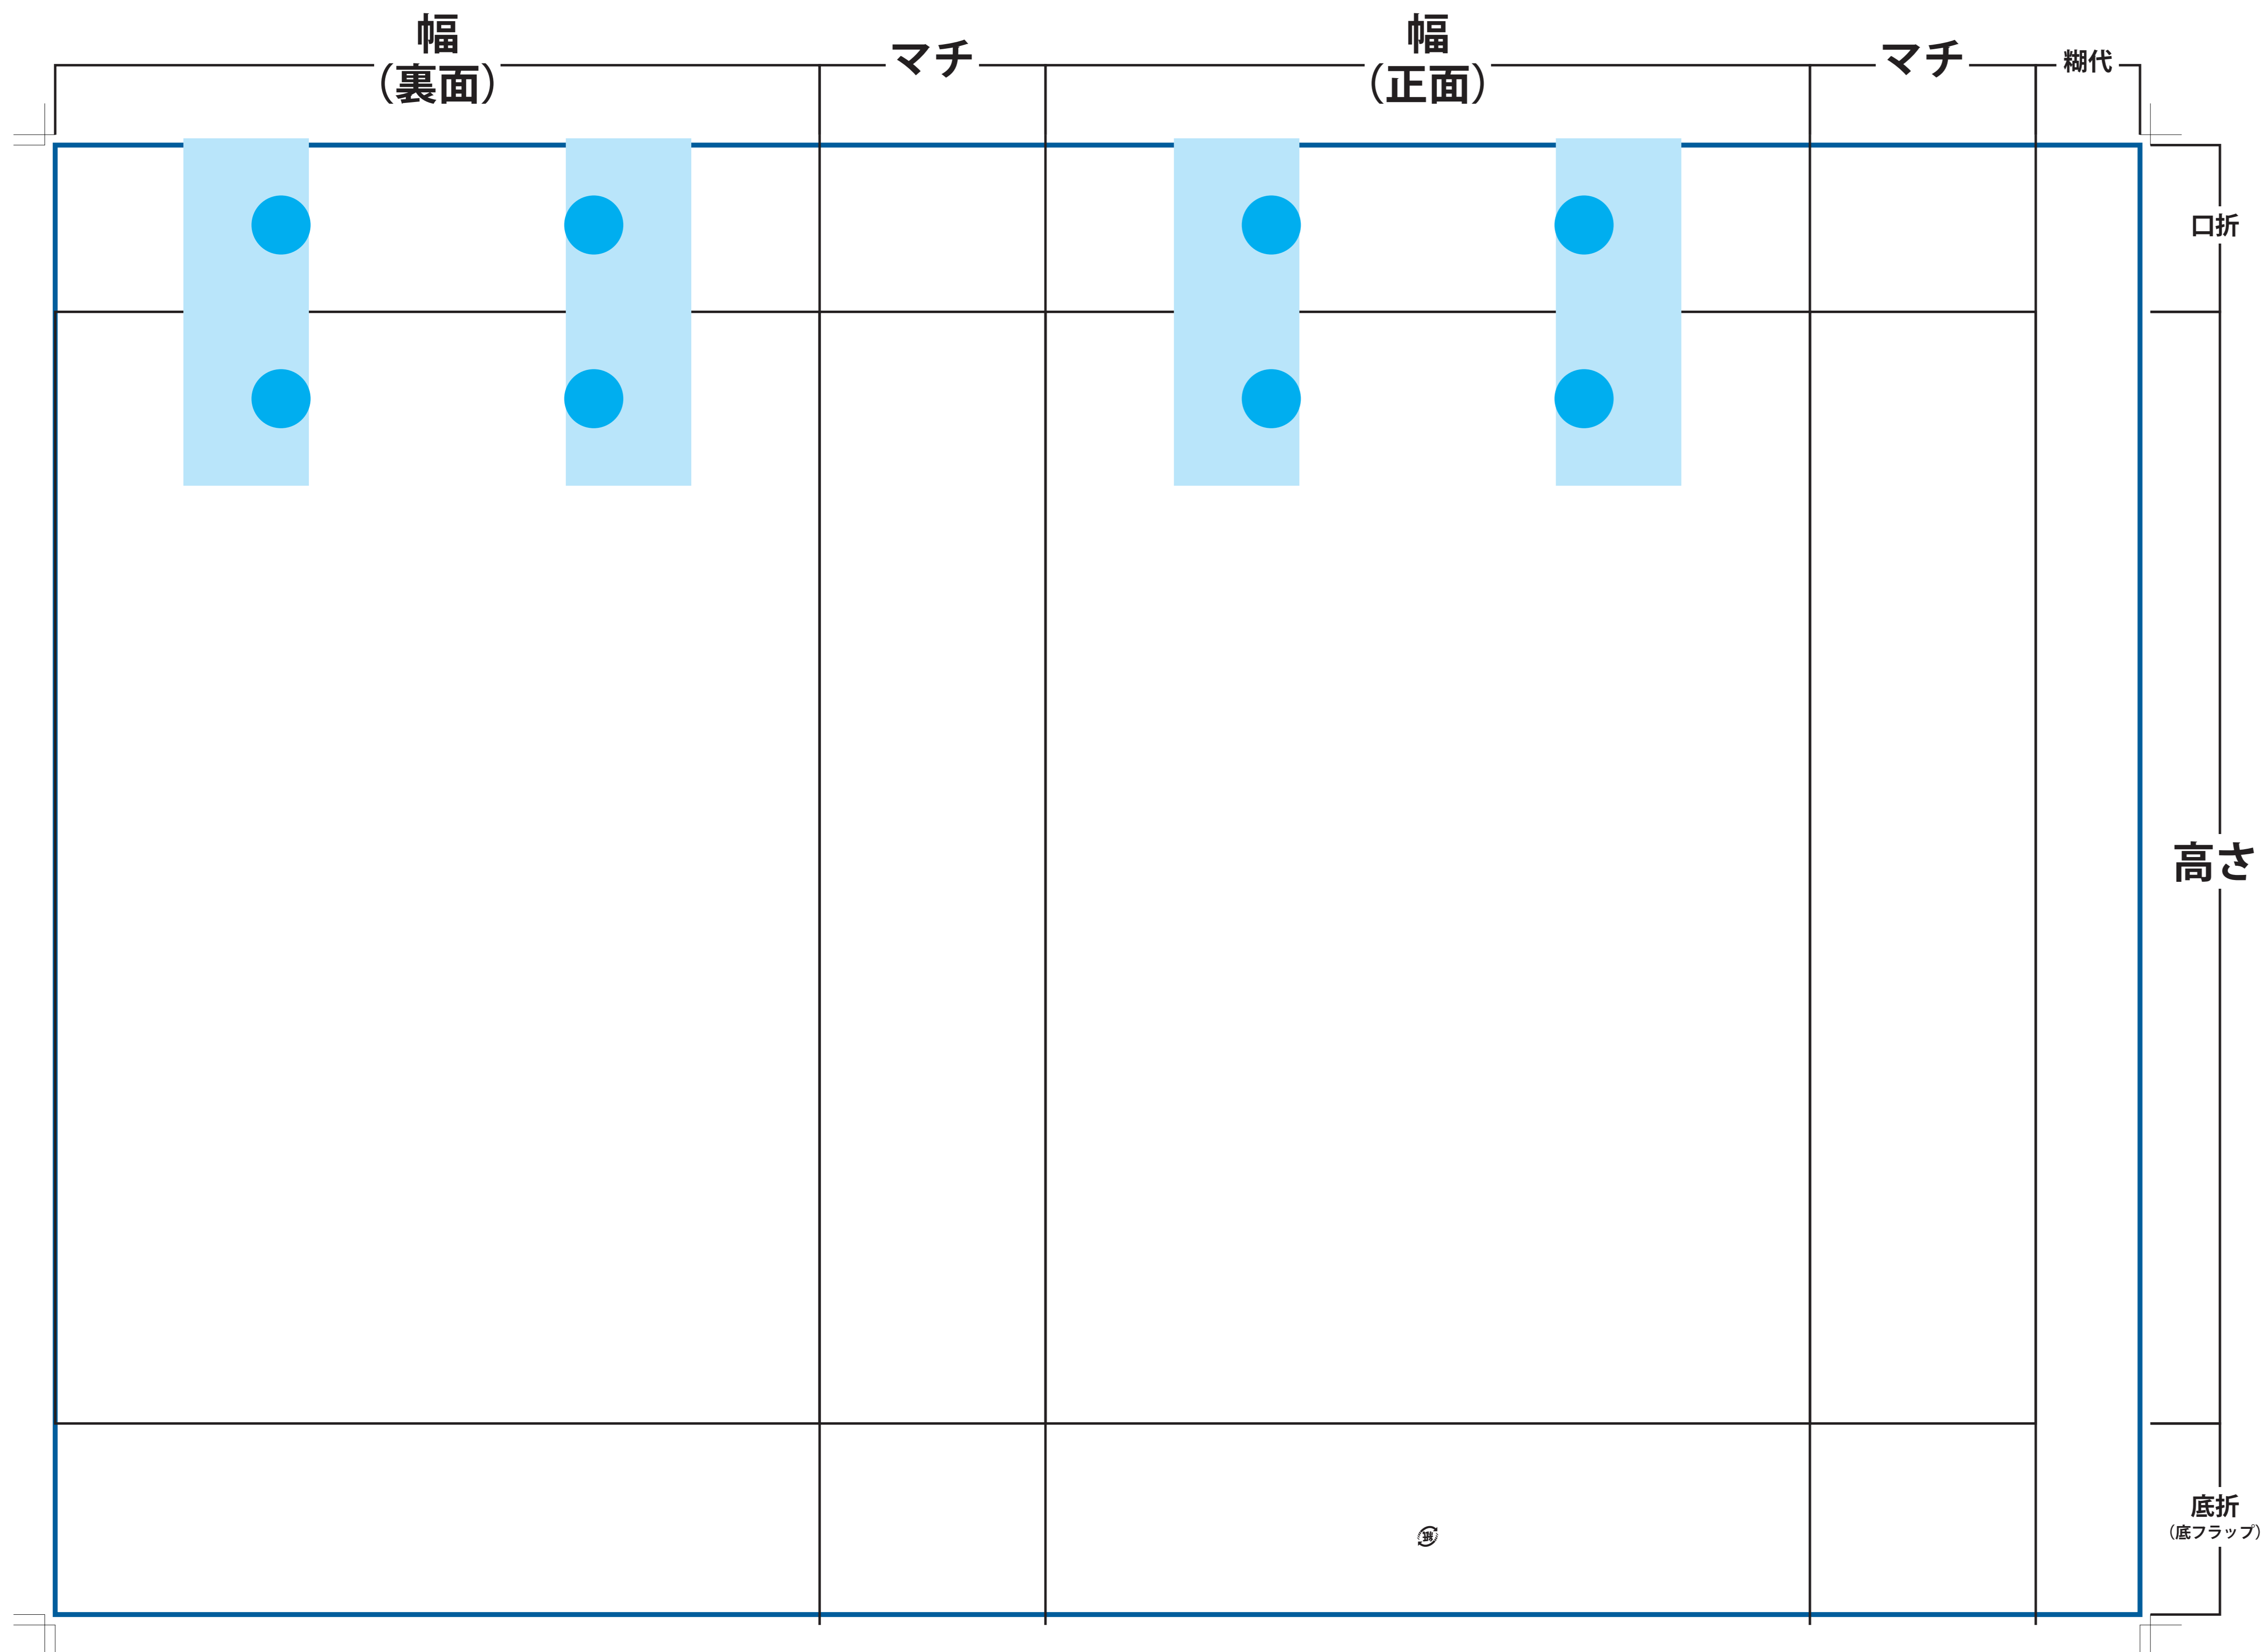 幅
（裏面）
マチ
幅
（正面）
マチ
糊代
口折
高さ
底折
（底フラップ）